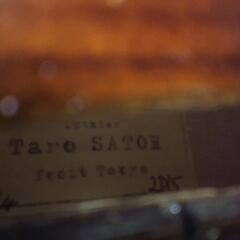 Luthier
Taro SATOH
fecit Tokyo
2015